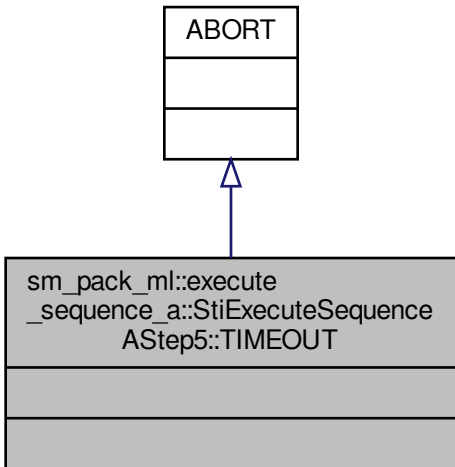 ABORT
sm_pack_ml::execute
_sequence_a::StiExecuteSequence
AStep5::TIMEOUT